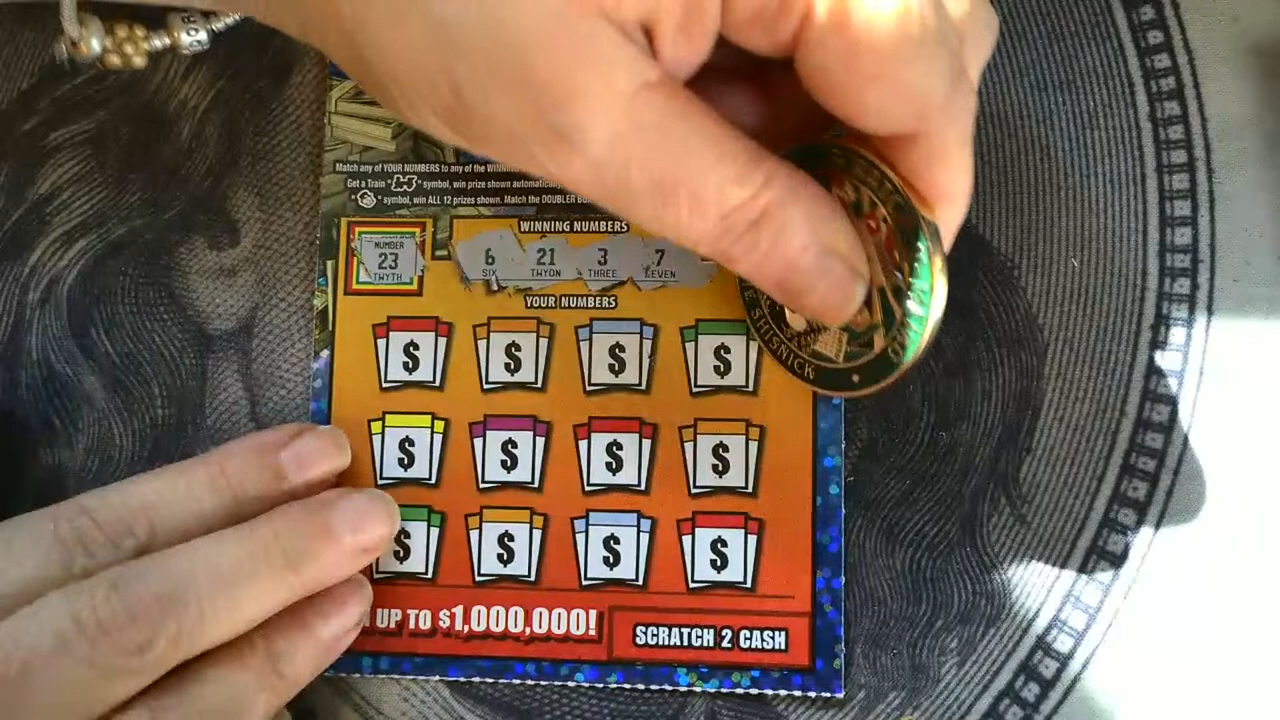 Match any of YOUR NUMBERS to any of the
Get a Train " " symbol, win prize shown automatically
" " symbol, win ALL 12 prizes shown. Match the DOUBLER
WINNING NUMBERS
NUMBER
23
TWYTH
6 21 3 7
SIX TWYON THREE
YOUR NUMBERS
$ $ $ $
$ $ $ $
$ $ $ $
UP TO $1,000,000!
SCRATCH 2 CASH